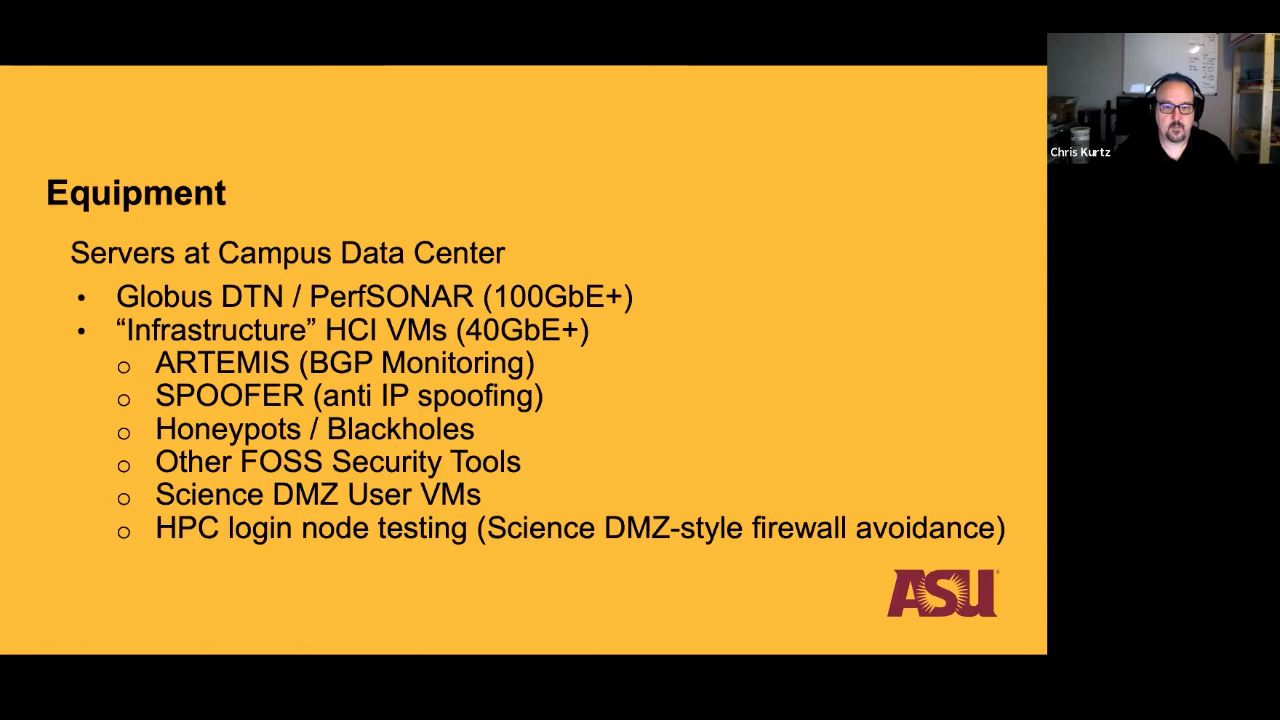 Equipment
Servers at Campus Data Center
• Globus DTN / PerfSONAR (100GbE+)
• “Infrastructure” HCI VMs (40GbE+)
o ARTEMIS (BGP Monitoring)
o SPOOFER (anti IP spoofing)
o Honeypots / Blackholes
o Other FOSS Security Tools
o Science DMZ User VMs
o HPC login node testing (Science DMZ-style firewall avoidance)
ASU
Chris Kurtz